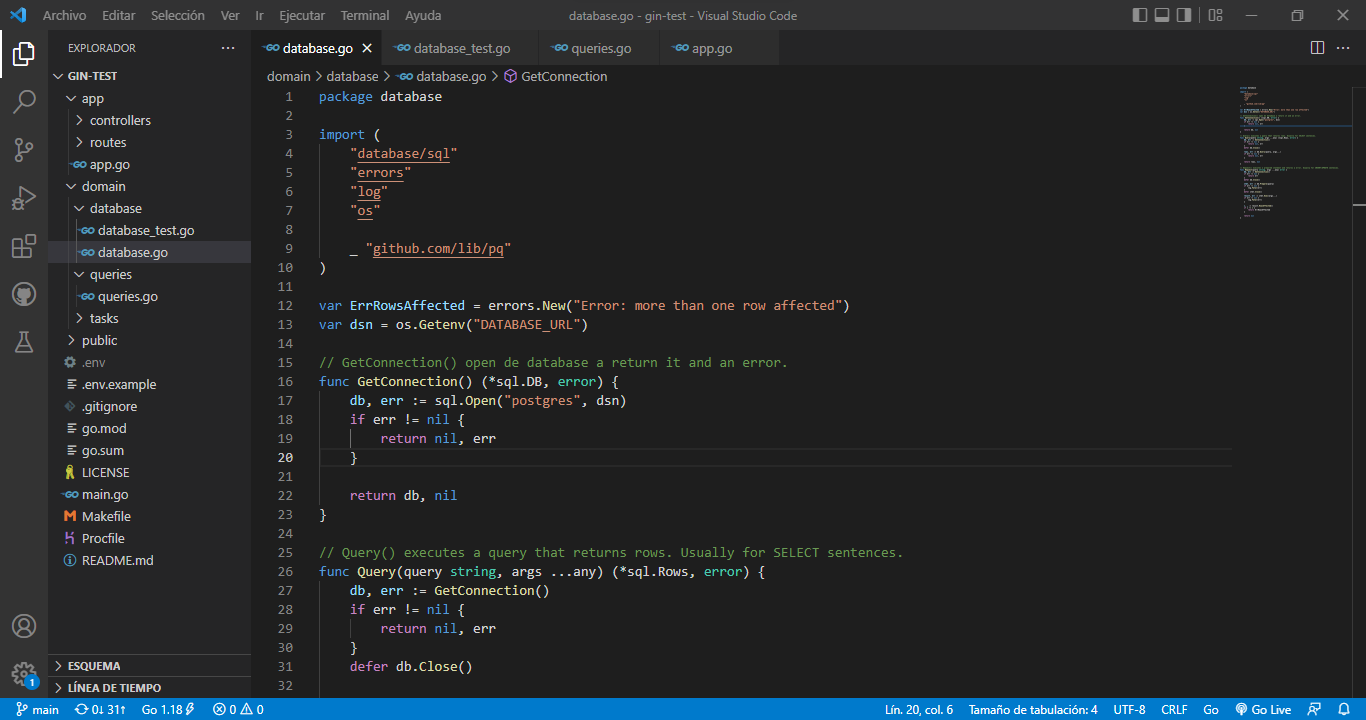 Archivo Editar Selección Ver Ir Ejecutar Terminal Ayuda database.go - gin-test - Visual Studio Code
EXPLORADOR
GIN-TEST
app
controllers
routes
GO app.go
domain
database
GO database_test.go
GO database.go
queries
GO queries.go
tasks
public
.env
.env.example
.gitignore
go.mod
go.sum
LICENSE
GO main.go
Makefile
Procfile
README.md
ESQUEMA
LÍNEA DE TIEMPO
1
GO database.go GO database_test.go GO queries.go GO app.go
domain > database > GO database.go > GetConnection
1 package database
2
3 import (
4 "database/sql"
5 "errors"
6 "log"
7 "os"
8
9 _ "github.com/lib/pq"
10 )
11
12 var ErrRowsAffected = errors.New("Error: more than one row affected")
13 var dsn = os.Getenv("DATABASE_URL")
14
15 // GetConnection() open de database a return it and an error.
16 func GetConnection() (*sql.DB, error) {
17 db, err := sql.Open("postgres", dsn)
18 if err != nil {
19 return nil, err
20 }
21
22 return db, nil
23 }
24
25 // Query() executes a query that returns rows. Usually for SELECT sentences.
26 func Query(query string, args ...any) (*sql.Rows, error) {
27 db, err := GetConnection()
28 if err != nil {
29 return nil, err
30 }
31 defer db.Close()
32
main 0↓ 31↑ Go 1.18 0 0 Lín. 20, col. 6 Tamaño de tabulación: 4 UTF-8 CRLF Go Go Live